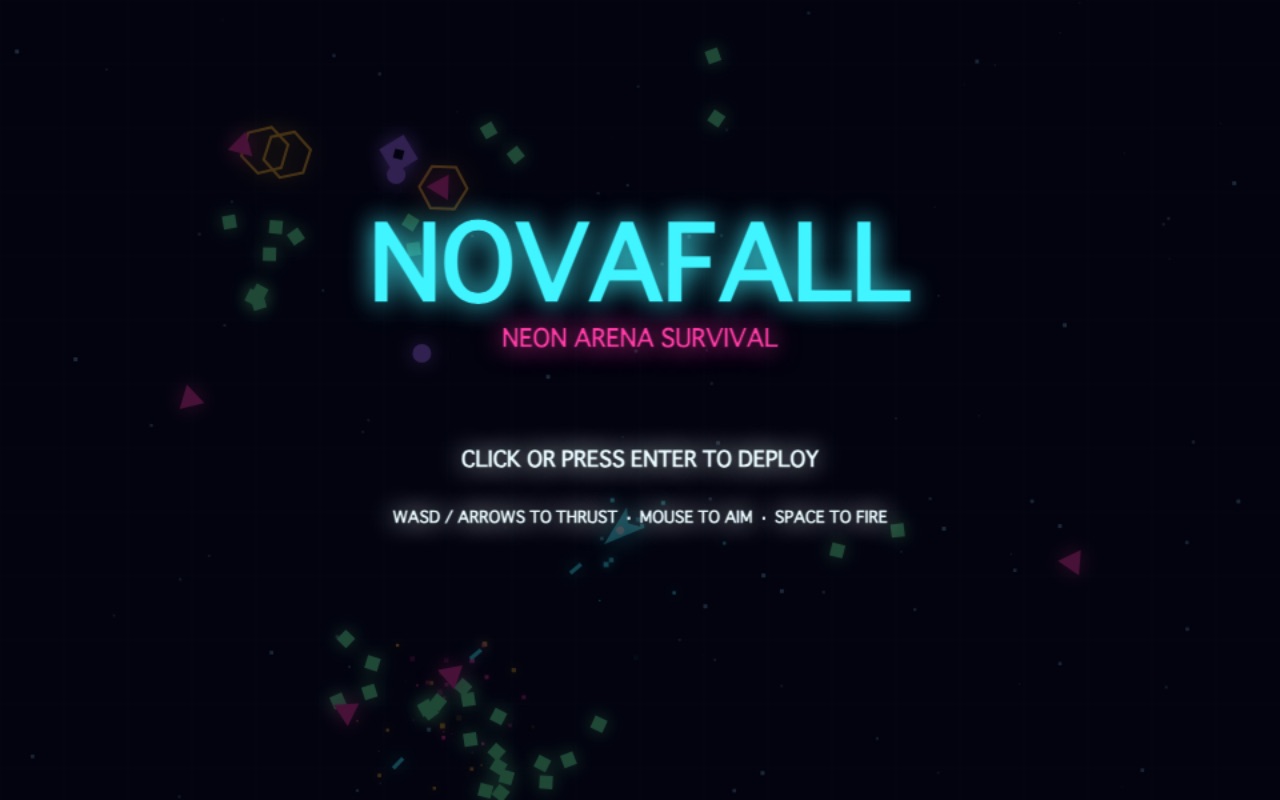 NOVAFALL
NEON ARENA SURVIVAL
CLICK OR PRESS ENTER TO DEPLOY
WASD / ARROWS TO THRUST · MOUSE TO AIM · SPACE TO FIRE